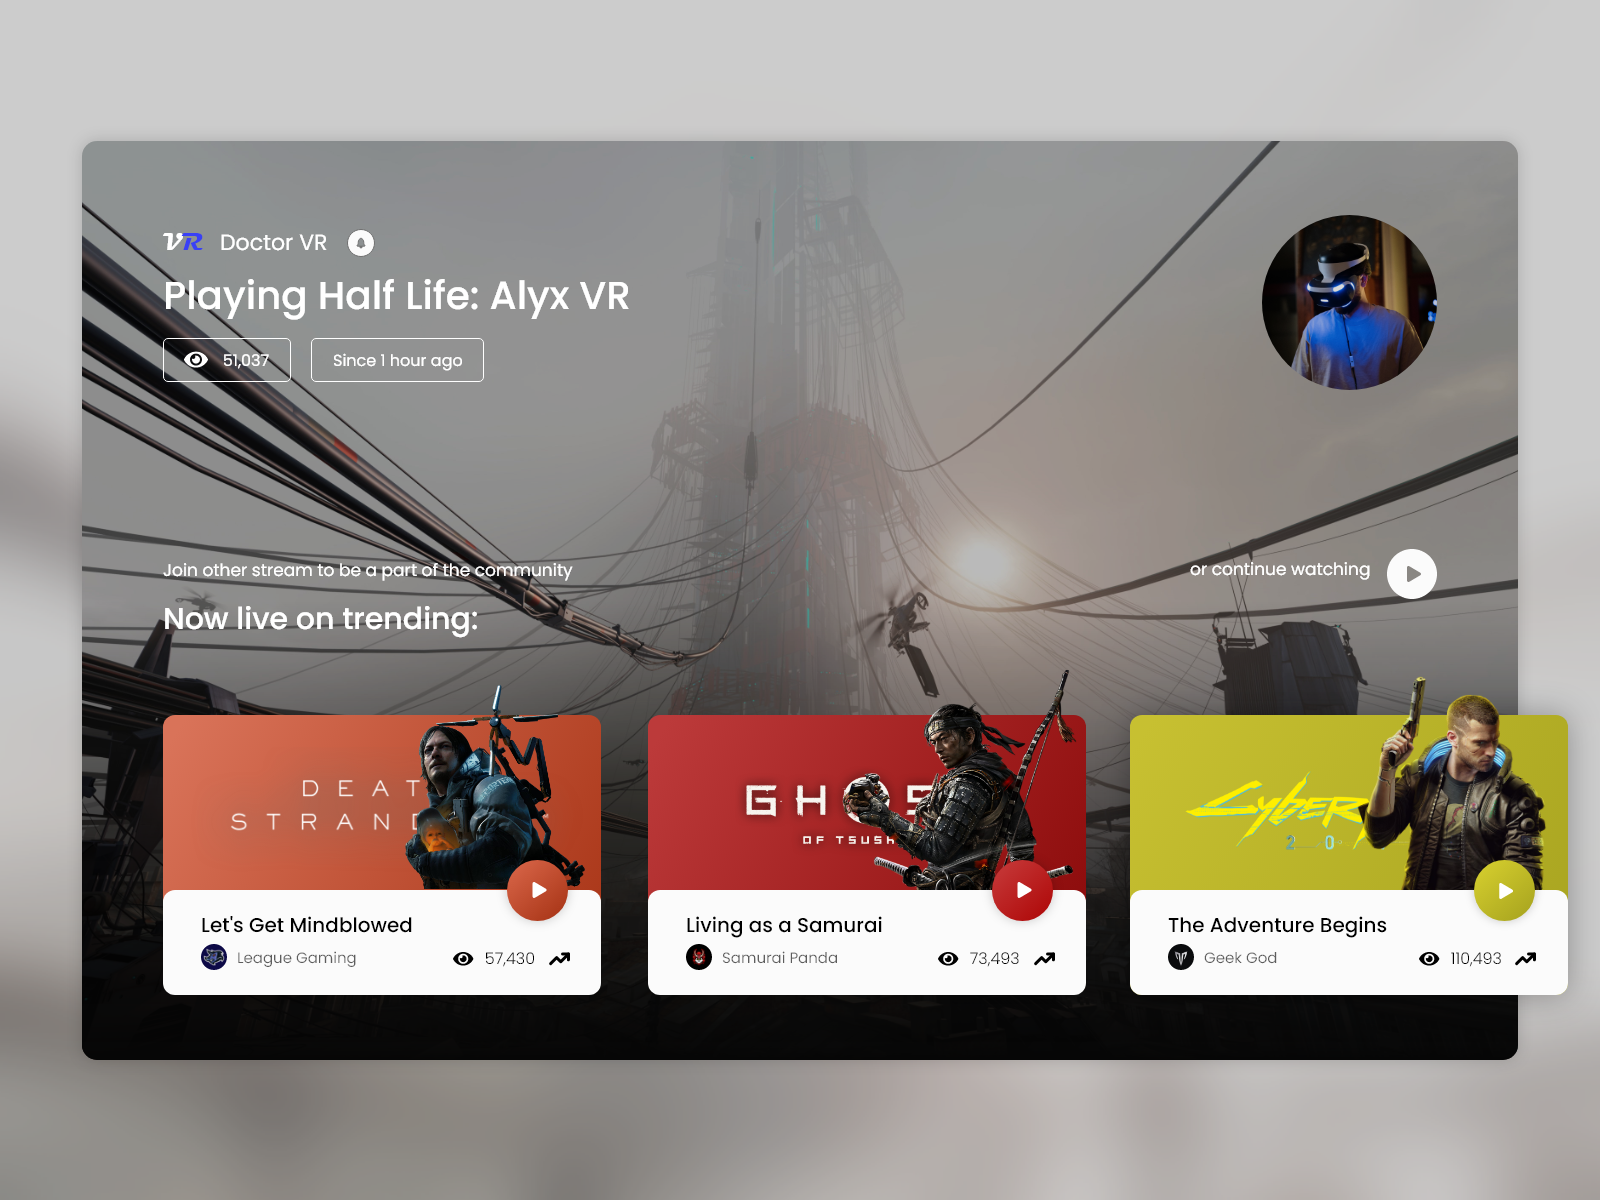 VR Doctor VR
Playing Half Life: Alyx VR
51,037
Since 1 hour ago
Join other stream to be a part of the community
or continue watching
Now live on trending:
DEAT
STRAND
GHOS
OF TSUSH
CYBER
2 0
Let's Get Mindblowed
League Gaming
57,430
Living as a Samurai
Samurai Panda
73,493
The Adventure Begins
Geek God
110,493